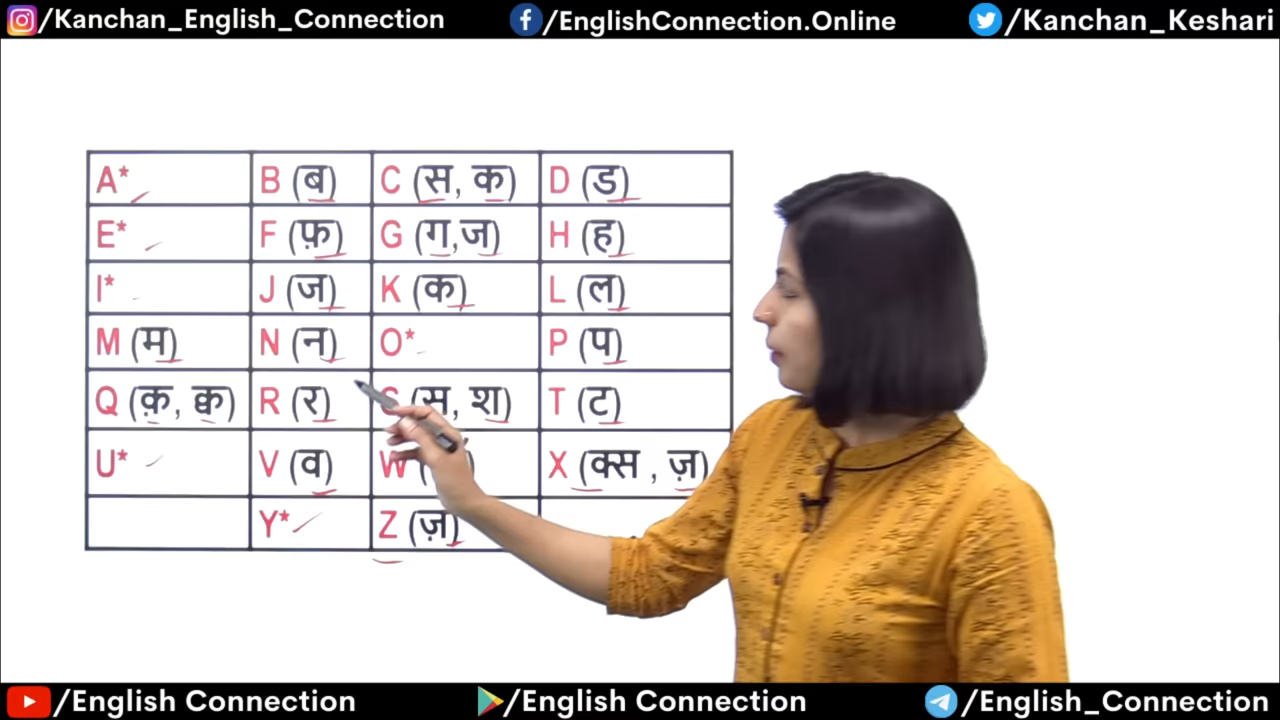 /Kanchan_English_Connection /EnglishConnection.Online /Kanchan_Keshari
A* B (ब) C (स, क) D (ड)
E* F (फ़) G (ग,ज) H (ह)
I* J (ज) K (क) L (ल)
M (म) N (न) O* P (प)
Q (क़, क्व) R (र) S (स, श) T (ट)
U* V (व) W X (क्स , ज़)
Y* Z (ज़)
/English Connection /English Connection /English_Connection